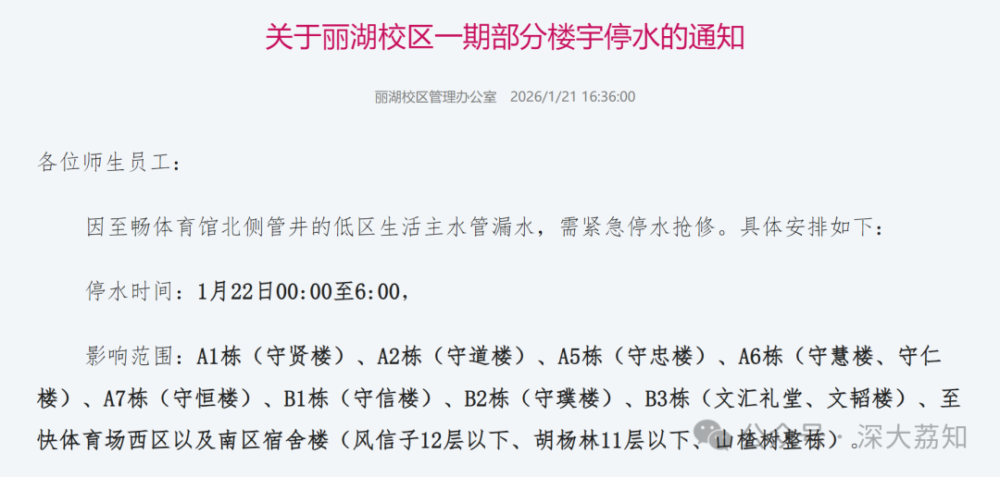 关于丽湖校区一期部分楼宇停水的通知
丽湖校区管理办公室 2026/1/21 16:36:00
各位师生员工：
因至畅体育馆北侧管井的低区生活主水管漏水，需紧急停水抢修。具体安排如下：
停水时间：1月22日00:00至6:00，
影响范围：A1栋（守贤楼）、A2栋（守道楼）、A5栋（守忠楼）、A6栋（守慧楼、守仁
楼）、A7栋（守恒楼）、B1栋（守信楼）、B2栋（守璞楼）、B3栋（文汇礼堂、文韬楼）、至
快体育场西区以及南区宿舍楼（风信子12层以下、胡杨林11层以下、山楂树整栋）。
公众号 · 深大荔知